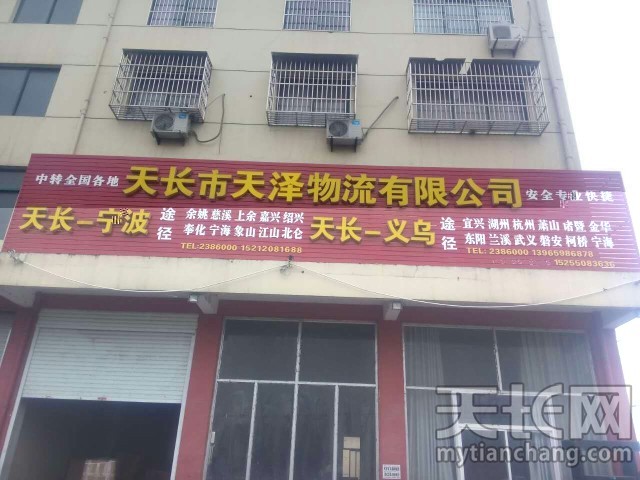 中转全国各地 天长市天泽物流有限公司 安全专业快捷
天长-宁波 途径 余姚 慈溪 上余 嘉兴 绍兴
奉化 宁海 象山 江山 北仑
TEL:2386000 15212081688
天长-义乌 途径 宜兴 湖州 杭州 萧山 诸暨 金华
东阳 兰溪 武义 磐安 柯桥 宁海
TEL: 2386000 13965986878
15255083626
天长网
mytianchang.com